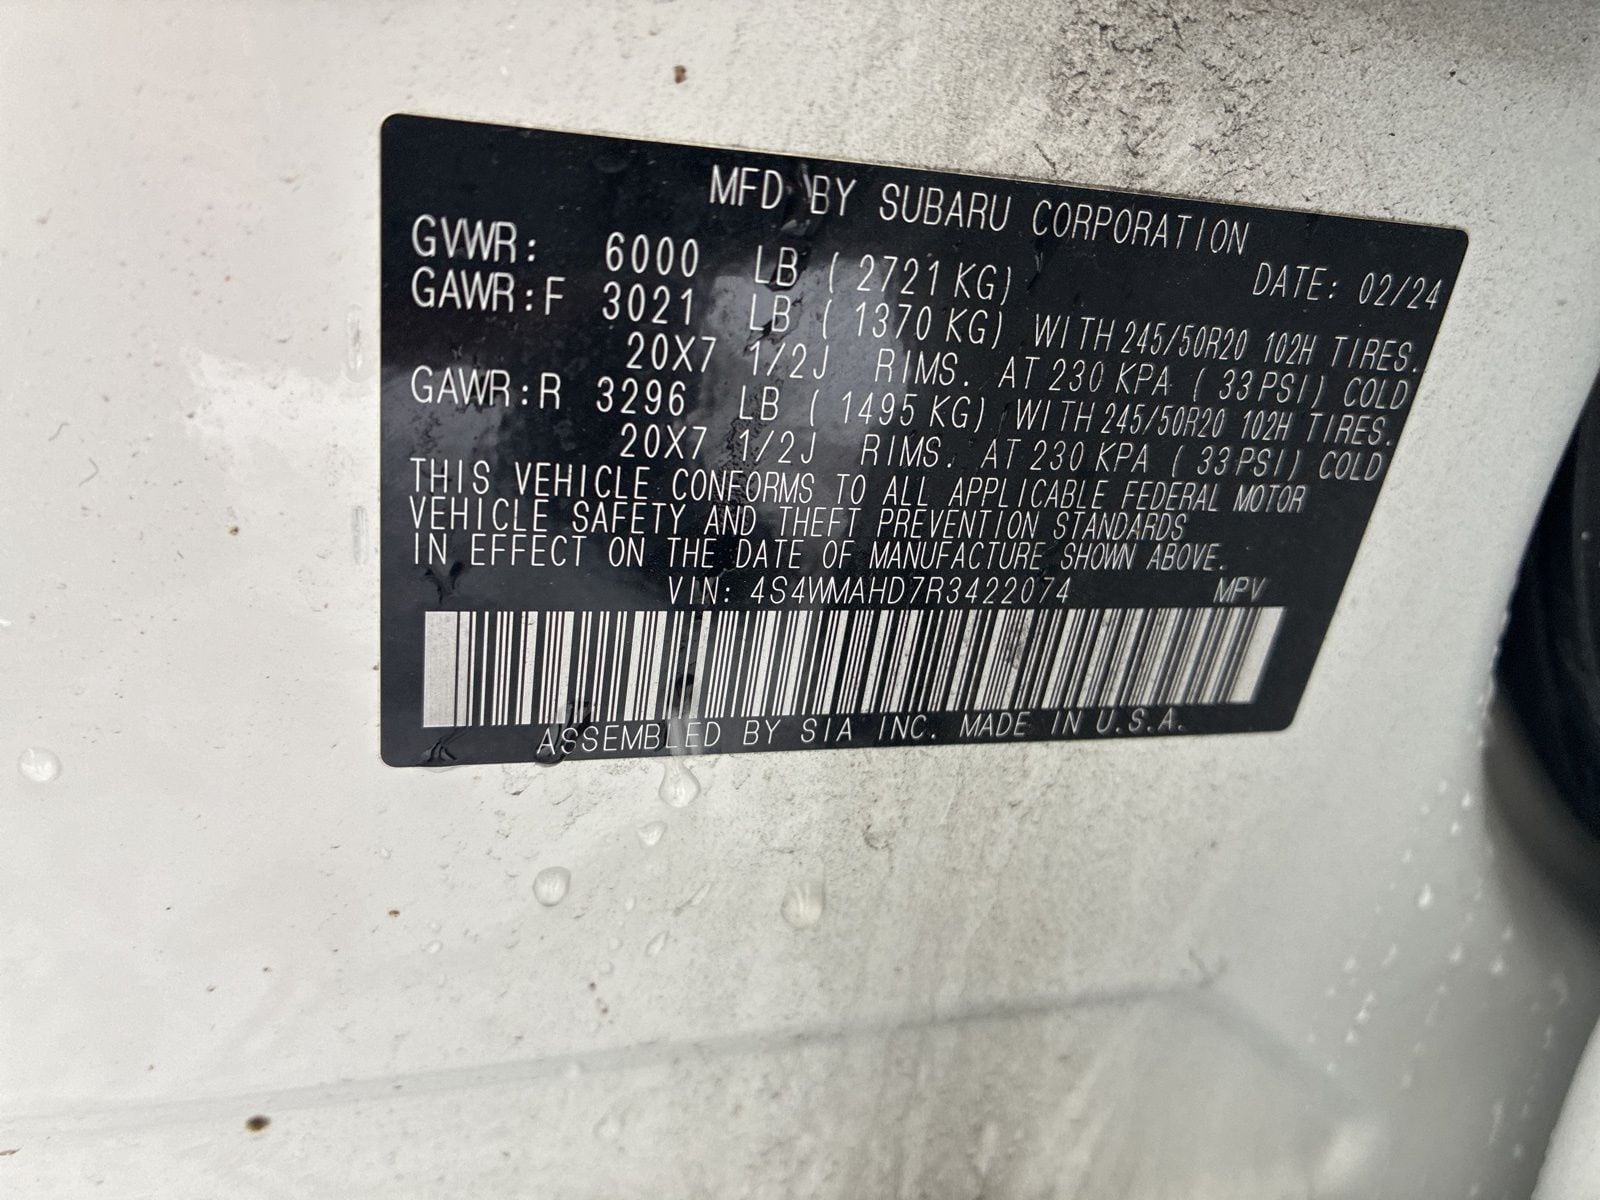 MFD BY SUBARU CORPORATION
GVWR: 6000 LB ( 2721 KG) DATE: 02/24
GAWR:F 3021 LB ( 1370 KG) WITH 245/50R20 102H TIRES.
20X7 1/2J RIMS. AT 230 KPA ( 33 PSI) COLD
GAWR:R 3296 LB ( 1495 KG) WITH 245/50R20 102H TIRES.
20X7 1/2J RIMS. AT 230 KPA ( 33 PSI) COLD
THIS VEHICLE CONFORMS TO ALL APPLICABLE FEDERAL MOTOR
VEHICLE SAFETY AND THEFT PREVENTION STANDARDS
IN EFFECT ON THE DATE OF MANUFACTURE SHOWN ABOVE.
VIN: 4S4WMAHD7R3422074 MPV
ASSEMBLED BY SIA INC. MADE IN U.S.A.